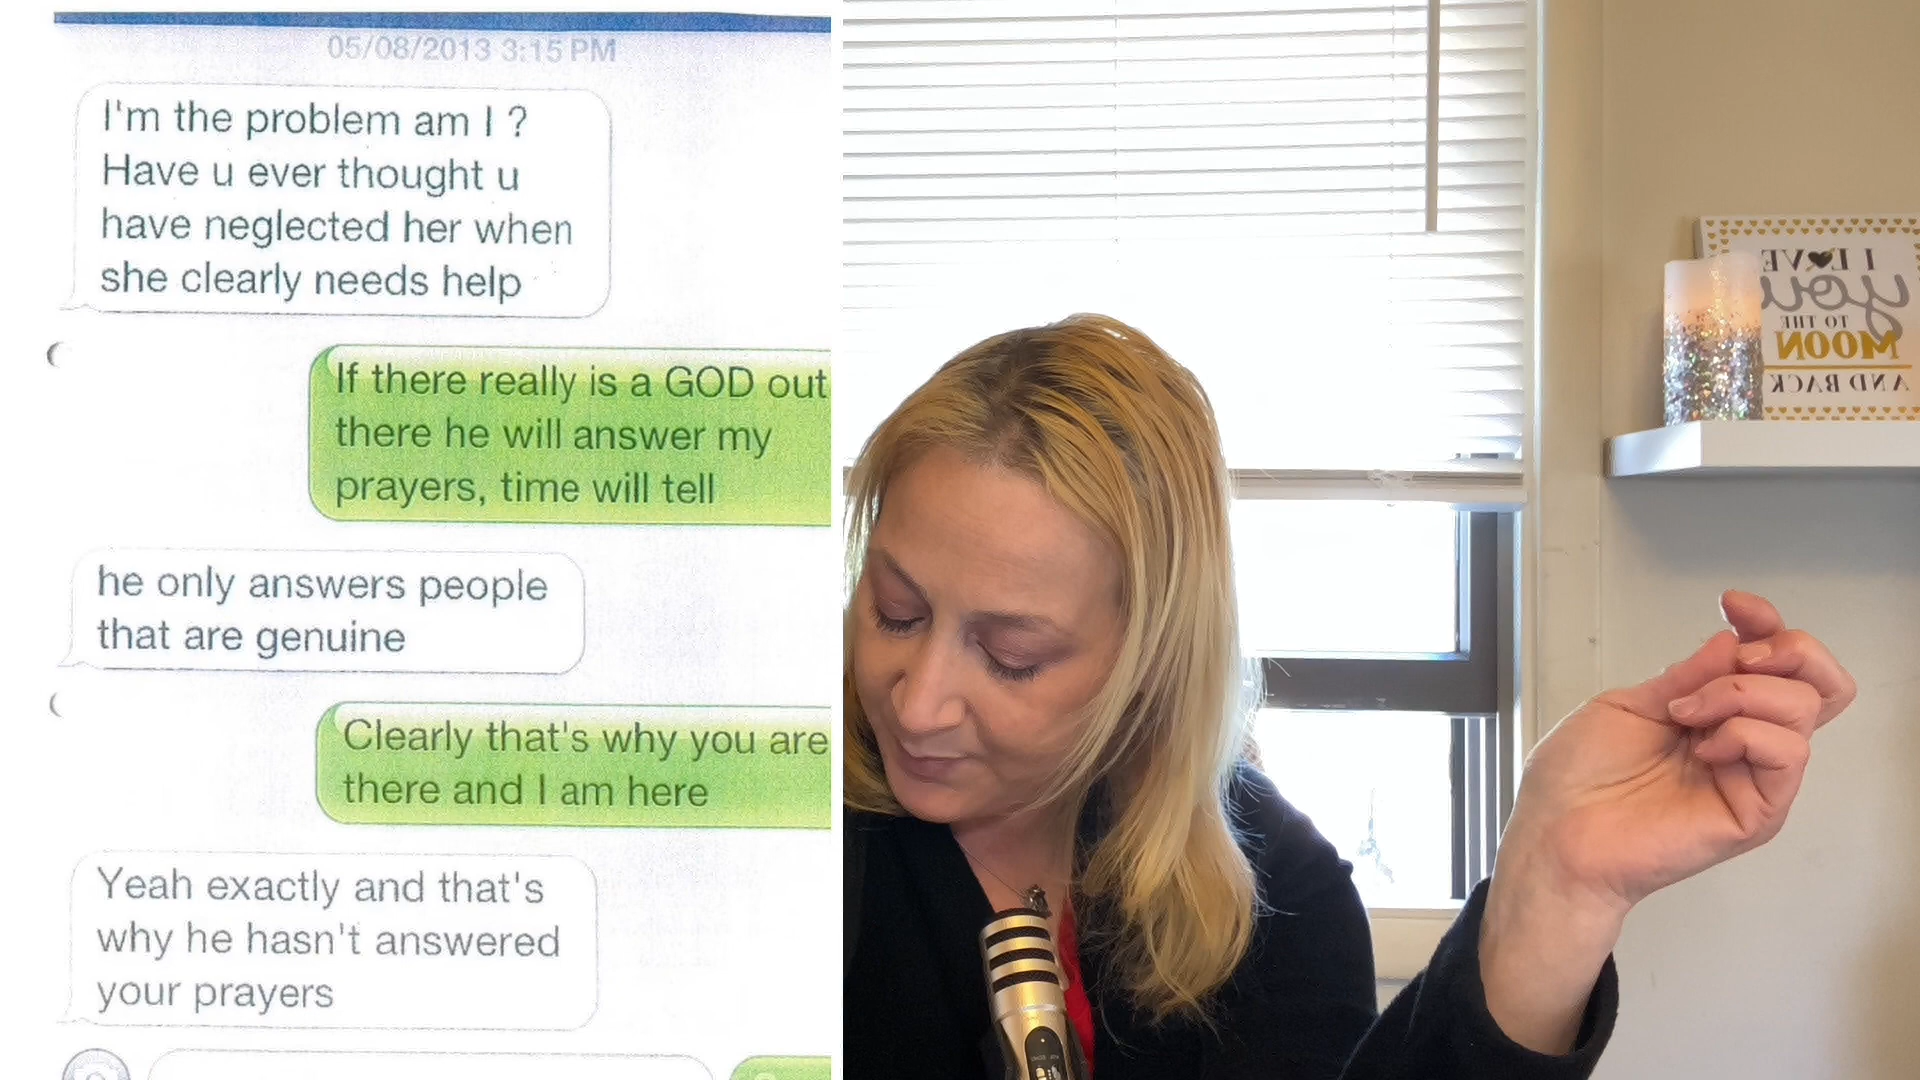 05/08/2013 3:15 PM
I'm the problem am I ?
Have u ever thought u
have neglected her when
she clearly needs help
If there really is a GOD out
there he will answer my
prayers, time will tell
he only answers people
that are genuine
Clearly that's why you are
there and I am here
Yeah exactly and that's
why he hasn't answered
your prayers
I LOVE
you
TO THE
MOON
AND BACK